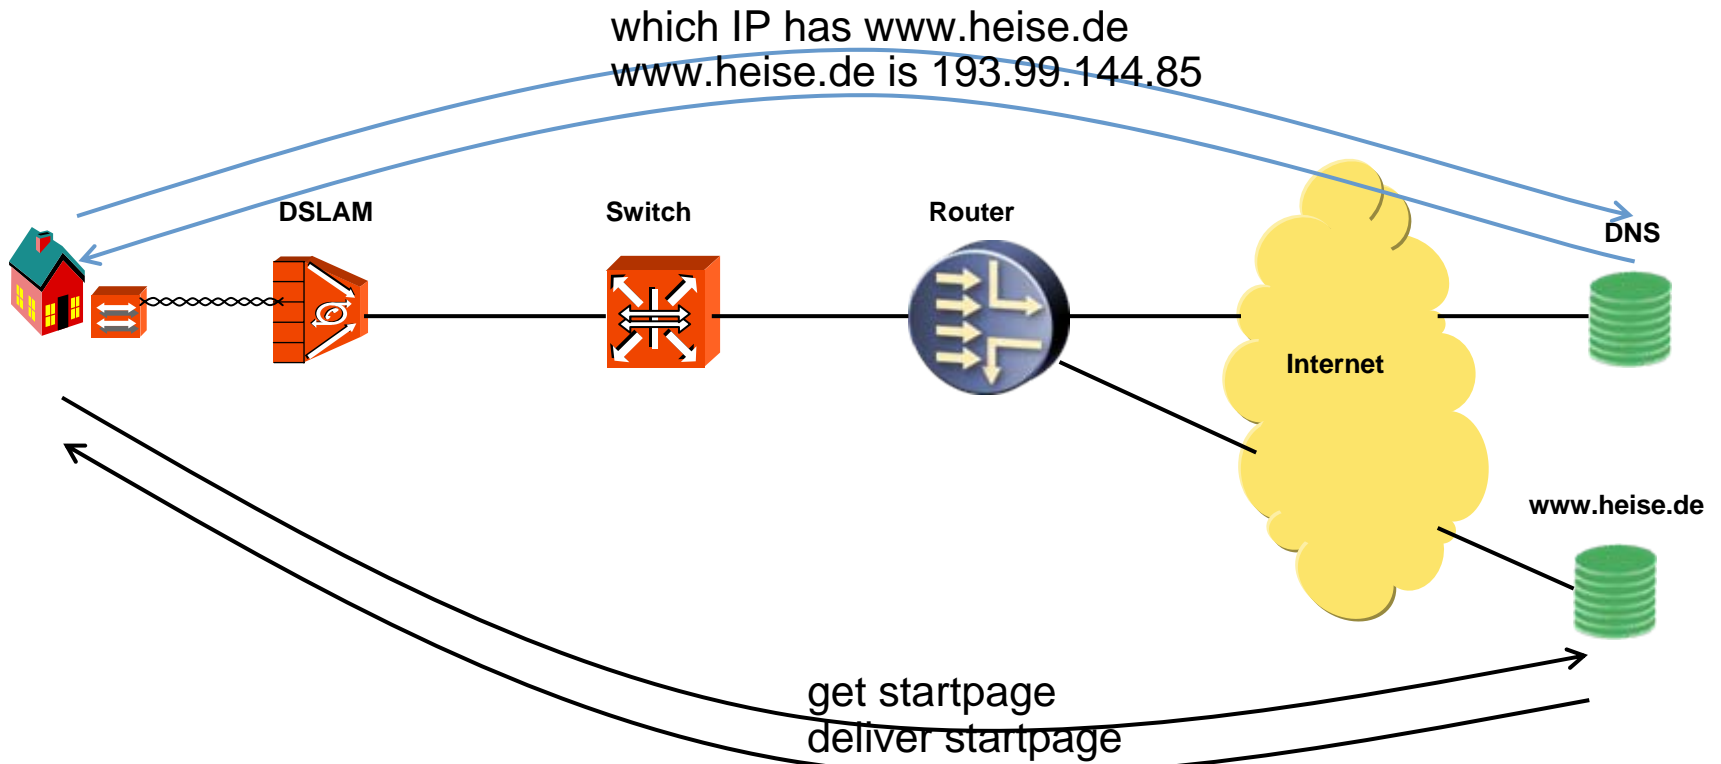 which IP has www.heise.de
www.heise.de is 193.99.144.85
DSLAM
Switch
Router
DNS
Internet
www.heise.de
get startpage
deliver startpage